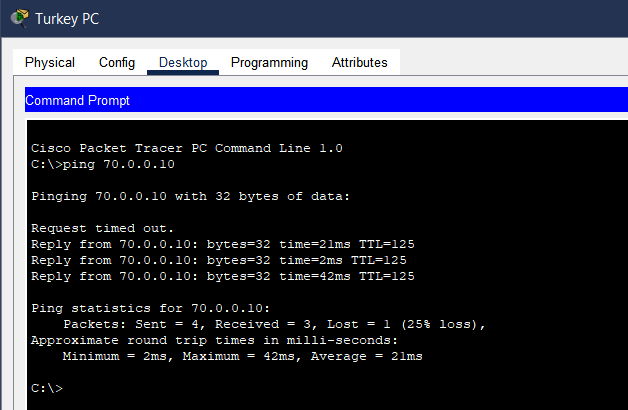 Turkey PC
Physical Config Desktop Programming Attributes
Command Prompt
Cisco Packet Tracer PC Command Line 1.0
C:\>ping 70.0.0.10
Pinging 70.0.0.10 with 32 bytes of data:
Request timed out.
Reply from 70.0.0.10: bytes=32 time=21ms TTL=125
Reply from 70.0.0.10: bytes=32 time=2ms TTL=125
Reply from 70.0.0.10: bytes=32 time=42ms TTL=125
Ping statistics for 70.0.0.10:
Packets: Sent = 4, Received = 3, Lost = 1 (25% loss),
Approximate round trip times in milli-seconds:
Minimum = 2ms, Maximum = 42ms, Average = 21ms
C:\>